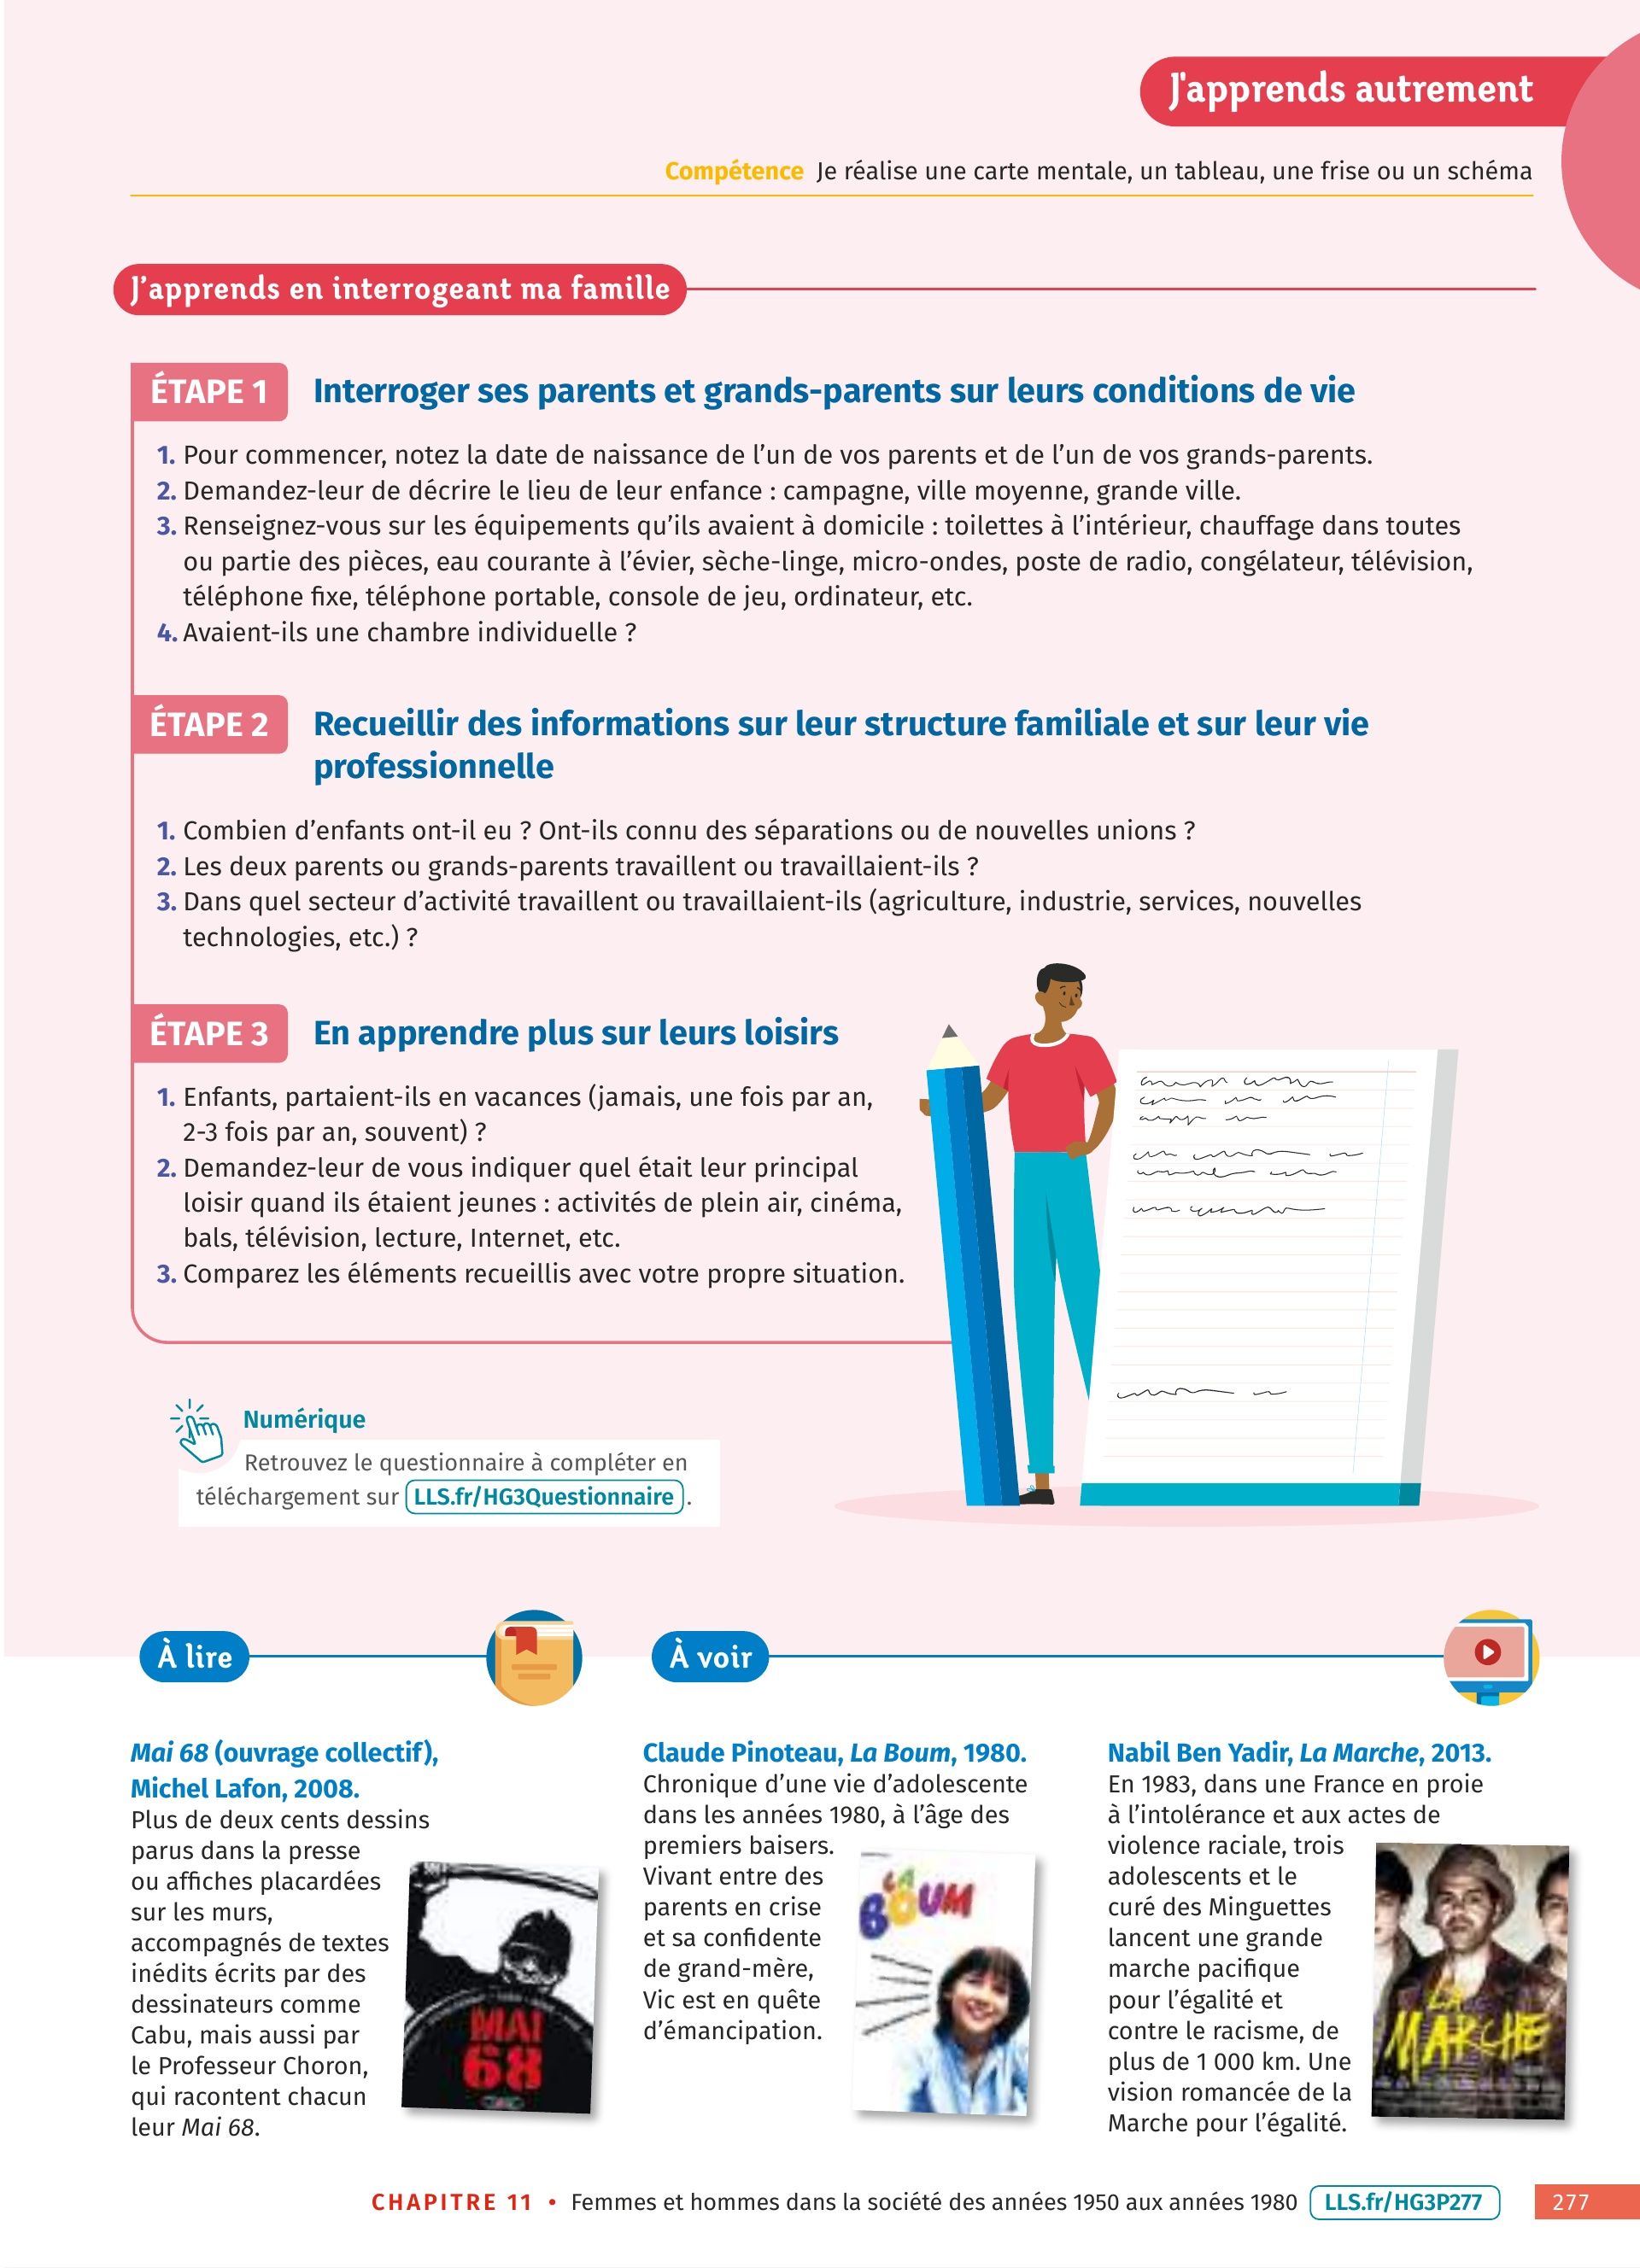 J'apprends autrement
Compétence Je réalise une carte mentale, un tableau, une frise ou un schéma
J'apprends en interrogeant ma famille
ÉTAPE 1 Interroger ses parents et grands-parents sur leurs conditions de vie
1. Pour commencer, notez la date de naissance de l'un de vos parents et de l'un de vos grands-parents.
2. Demandez-leur de décrire le lieu de leur enfance : campagne, ville moyenne, grande ville.
3. Renseignez-vous sur les équipements qu'ils avaient à domicile : toilettes à l'intérieur, chauffage dans toutes
ou partie des pièces, eau courante à l'évier, sèche-linge, micro-ondes, poste de radio, congélateur, télévision,
téléphone fixe, téléphone portable, console de jeu, ordinateur, etc.
4. Avaient-ils une chambre individuelle ?
ÉTAPE 2 Recueillir des informations sur leur structure familiale et sur leur vie
professionnelle
1. Combien d'enfants ont-il eu ? Ont-ils connu des séparations ou de nouvelles unions ?
2. Les deux parents ou grands-parents travaillent ou travaillaient-ils ?
3. Dans quel secteur d'activité travaillent ou travaillaient-ils (agriculture, industrie, services, nouvelles
technologies, etc.) ?
ÉTAPE 3 En apprendre plus sur leurs loisirs
1. Enfants, partaient-ils en vacances (jamais, une fois par an,
2-3 fois par an, souvent) ?
2. Demandez-leur de vous indiquer quel était leur principal
loisir quand ils étaient jeunes : activités de plein air, cinéma,
bals, télévision, lecture, Internet, etc.
3. Comparez les éléments recueillis avec votre propre situation.
Numérique
Retrouvez le questionnaire à compléter en
téléchargement sur LLS.fr/HG3Questionnaire .
À lire
Mai 68 (ouvrage collectif),
Michel Lafon, 2008.
Plus de deux cents dessins
parus dans la presse
ou affiches placardées
sur les murs,
accompagnés de textes
inédits écrits par des
dessinateurs comme
Cabu, mais aussi par
le Professeur Choron,
qui racontent chacun
leur Mai 68.
MAI
68
À voir
Claude Pinoteau, La Boum, 1980.
Chronique d'une vie d'adolescente
dans les années 1980, à l'âge des
premiers baisers.
Vivant entre des
parents en crise
et sa confidente
de grand-mère,
Vic est en quête
d'émancipation.
LA
BOUM
Nabil Ben Yadir, La Marche, 2013.
En 1983, dans une France en proie
à l'intolérance et aux actes de
violence raciale, trois
adolescents et le
curé des Minguettes
lancent une grande
marche pacifique
pour l'égalité et
contre le racisme, de
plus de 1 000 km. Une
vision romancée de la
Marche pour l'égalité.
LA
MARCHE
CHAPITRE 11 • Femmes et hommes dans la société des années 1950 aux années 1980 LLS.fr/HG3P277 277